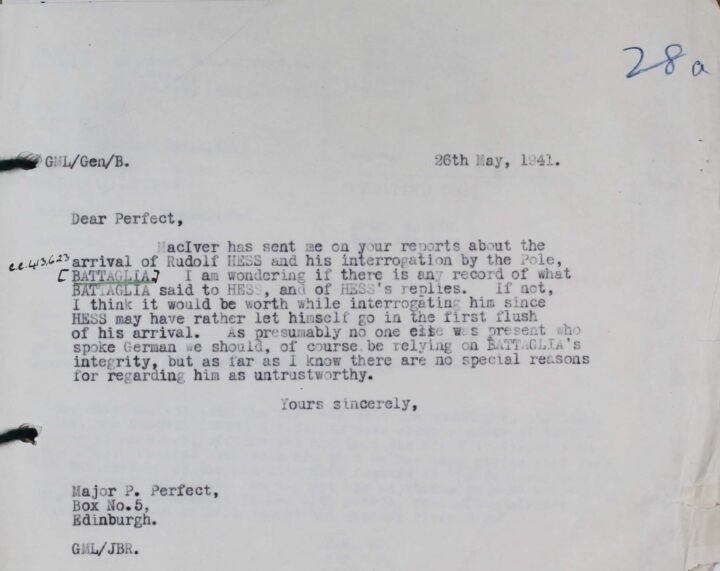 28a
GML/Gen/B.
26th May, 1941.
Dear Perfect,
MacIver has sent me on your reports about the
c.c. 413,623
arrival of Rudolf HESS and his interrogation by the Pole,
[BATTAGLIA] I am wondering if there is any record of what
BATTAGLIA said to HESS, and of HESS's replies. If not,
I think it would be worth while interrogating him since
HESS may have rather let himself go in the first flush
of his arrival. As presumably no one else was present who
spoke German we should, of course be relying on BATTAGLIA's
integrity, but as far as I know there are no special reasons
for regarding him as untrustworthy.
Yours sincerely,
Major P. Perfect,
Box No.5,
Edinburgh.
GML/JBR.